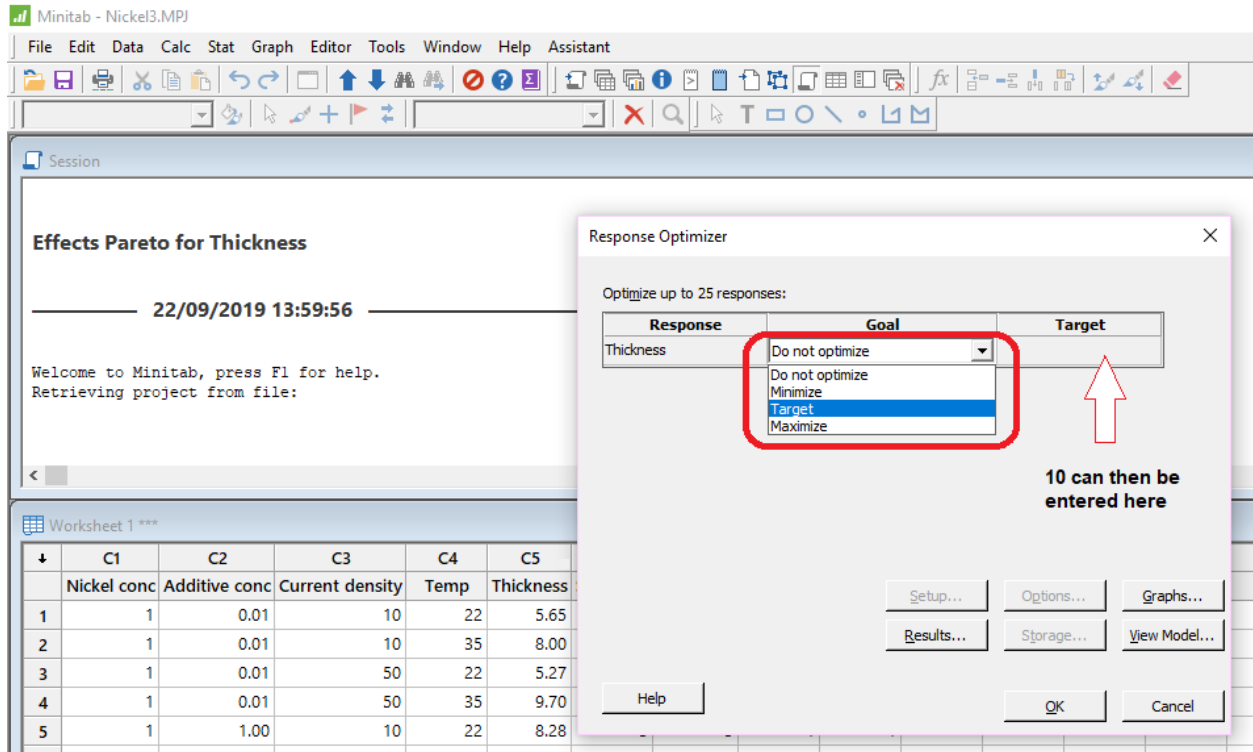 Minitab - Nickel3.MPJ
File Edit Data Calc Stat Graph Editor Tools Window Help Assistant
Session
Effects Pareto for Thickness
22/09/2019 13:59:56
Welcome to Minitab, press F1 for help.
Retrieving project from file:
Response Optimizer
Optimize up to 25 responses:
Response Goal Target
Thickness Do not optimize
Do not optimize
Minimize
Target
Maximize
10 can then be
entered here
Setup... Options... Graphs...
Results... Storage... View Model...
Help OK Cancel
Worksheet 1 ***
C1 C2 C3 C4 C5
Nickel conc Additive conc Current density Temp Thickness
1 1 0.01 10 22 5.65
2 1 0.01 10 35 8.00
3 1 0.01 50 22 5.27
4 1 0.01 50 35 9.70
5 1 1.00 10 22 8.28